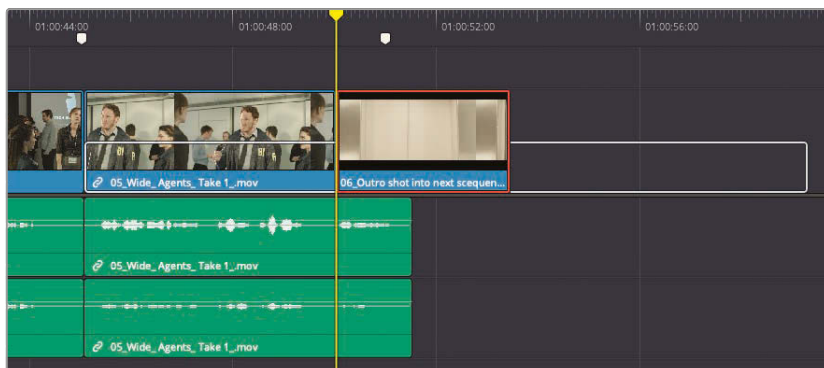 01:00:44:00
01:00:48:00
01:00:52:00
01:00:56:00
05_Wide_ Agents_ Take 1_.mov
06_Outro shot into next scequen...
05_Wide_ Agents_ Take 1_.mov
05_Wide_ Agents_ Take 1_.mov